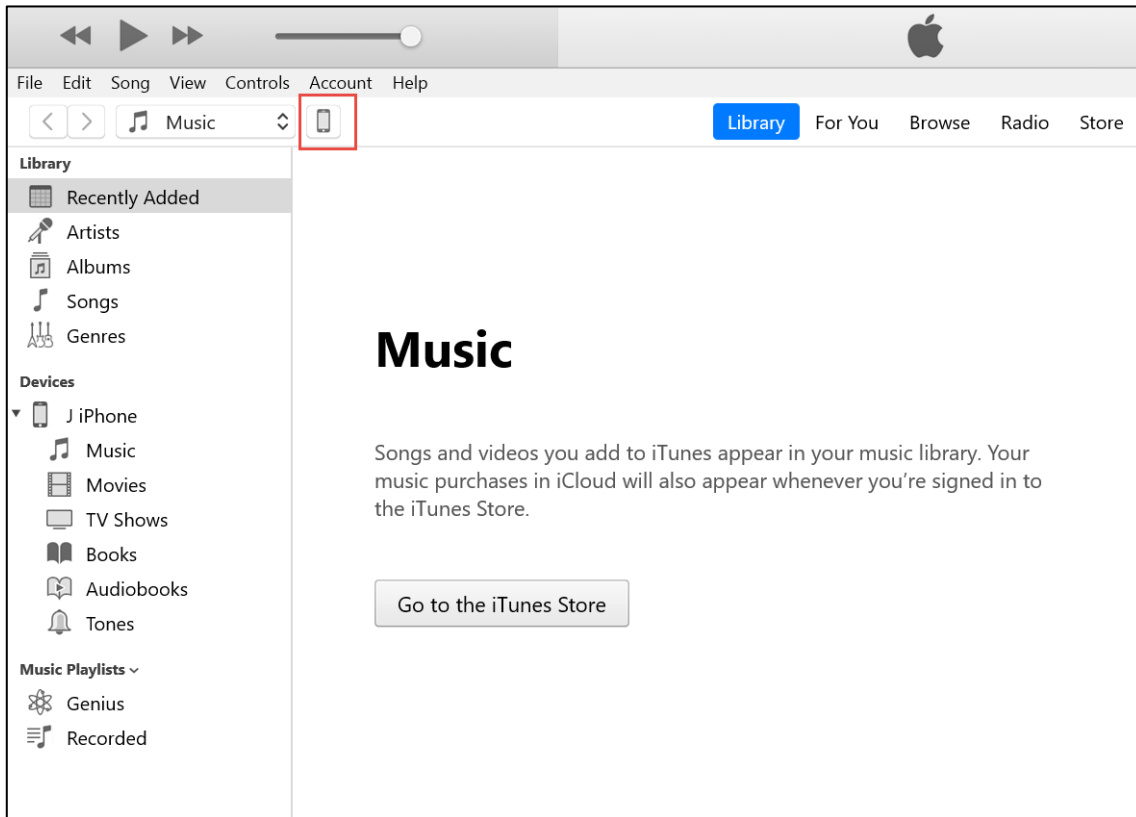 File Edit Song View Controls Account Help
Music
Library For You Browse Radio Store
Library
Recently Added
Artists
Albums
Songs
Genres
Devices
J iPhone
Music
Movies
TV Shows
Books
Audiobooks
Tones
Music Playlists
Genius
Recorded
Music
Songs and videos you add to iTunes appear in your music library. Your
music purchases in iCloud will also appear whenever you're signed in to
the iTunes Store.
Go to the iTunes Store